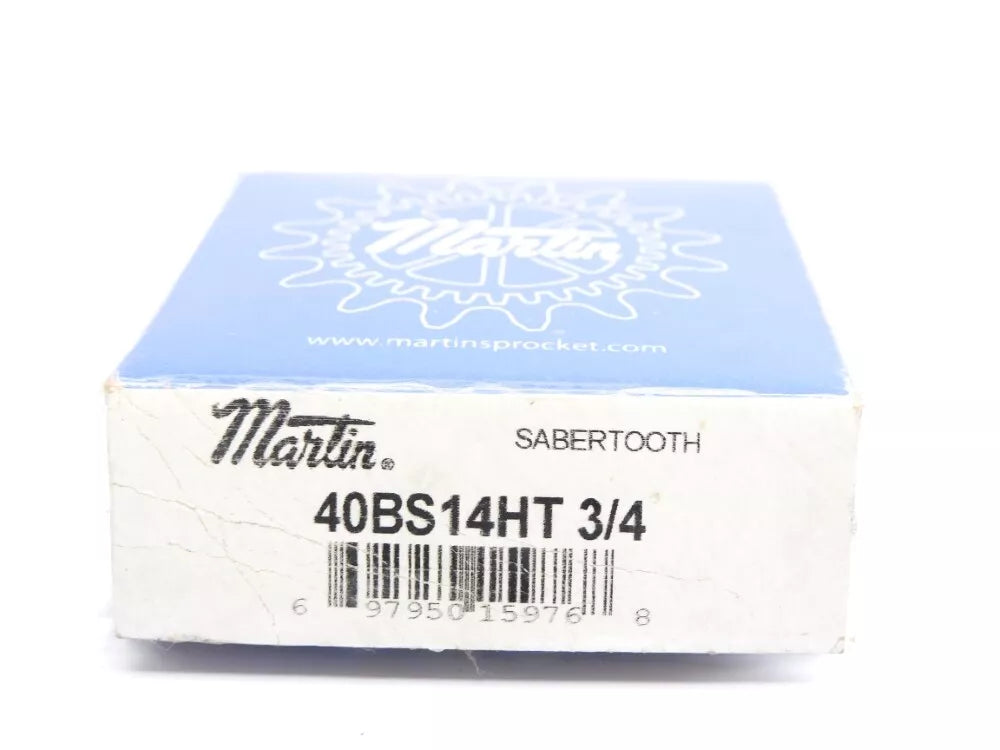 Martin
www.martinsprocket.com
Martin® SABERTOOTH
40BS14HT 3/4
6 97950 15976 8